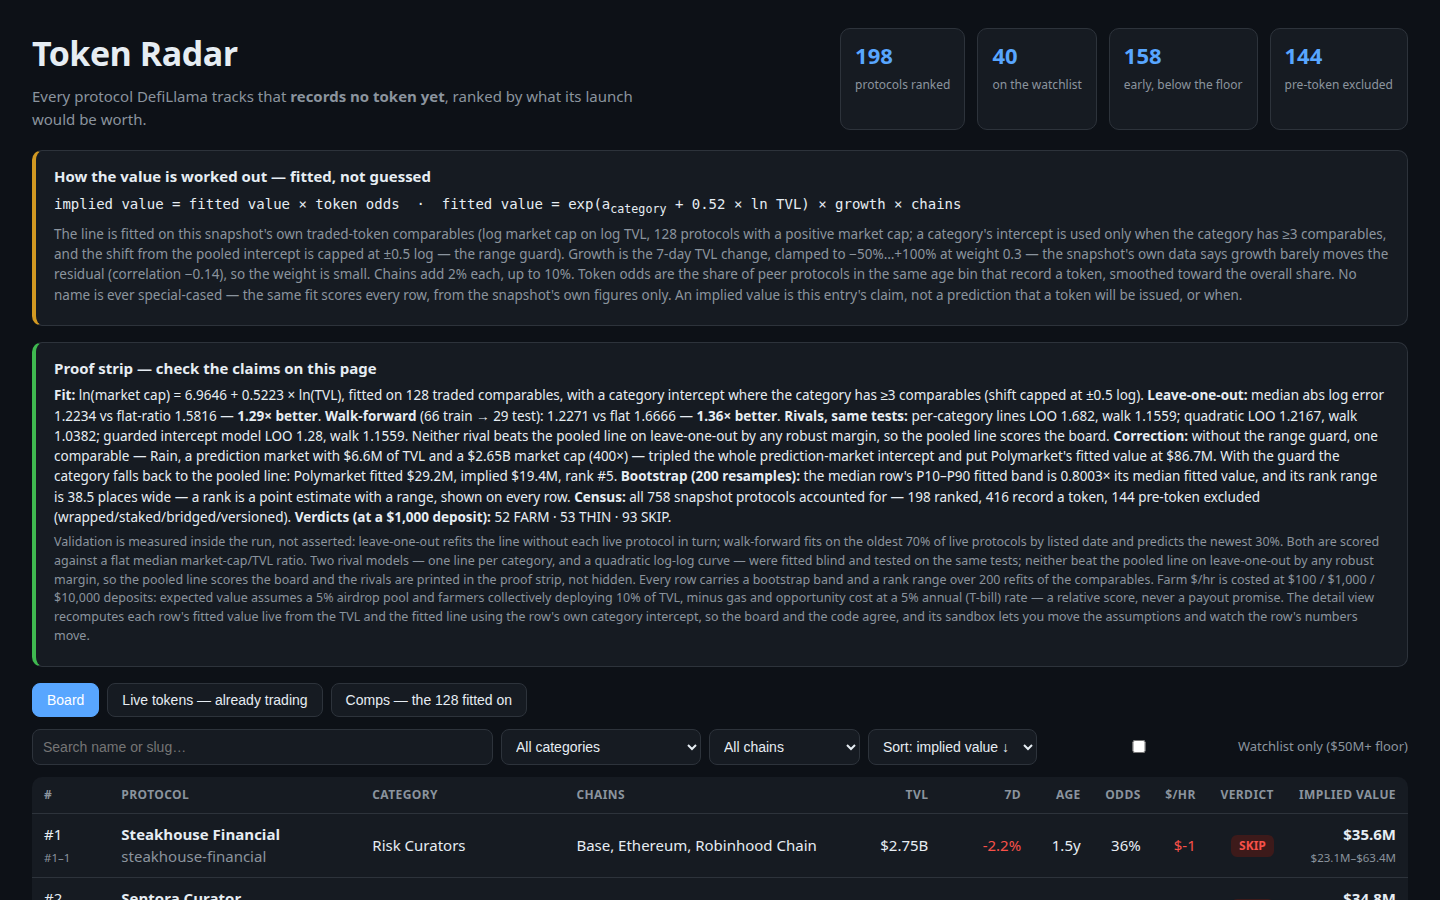 Token Radar
Every protocol DefiLlama tracks that records no token yet, ranked by what its launch
would be worth.
198
protocols ranked
40
on the watchlist
158
early, below the floor
144
pre-token excluded
How the value is worked out — fitted, not guessed
implied value = fitted value × token odds · fitted value = exp(acategory + 0.52 × ln TVL) × growth × chains
The line is fitted on this snapshot's own traded-token comparables (log market cap on log TVL, 128 protocols with a positive market cap; a category's intercept is used only when the category has ≥3 comparables,
and the shift from the pooled intercept is capped at ±0.5 log — the range guard). Growth is the 7-day TVL change, clamped to −50%…+100% at weight 0.3 — the snapshot's own data says growth barely moves the
residual (correlation −0.14), so the weight is small. Chains add 2% each, up to 10%. Token odds are the share of peer protocols in the same age bin that record a token, smoothed toward the overall share. No
name is ever special-cased — the same fit scores every row, from the snapshot's own figures only. An implied value is this entry's claim, not a prediction that a token will be issued, or when.
Proof strip — check the claims on this page
Fit: ln(market cap) = 6.9646 + 0.5223 × ln(TVL), fitted on 128 traded comparables, with a category intercept where the category has ≥3 comparables (shift capped at ±0.5 log). Leave-one-out: median abs log error
1.2234 vs flat-ratio 1.5816 — 1.29× better. Walk-forward (66 train → 29 test): 1.2271 vs flat 1.6666 — 1.36× better. Rivals, same tests: per-category lines LOO 1.682, walk 1.1559; quadratic LOO 1.2167, walk
1.0382; guarded intercept model LOO 1.28, walk 1.1559. Neither rival beats the pooled line on leave-one-out by any robust margin, so the pooled line scores the board. Correction: without the range guard, one
comparable — Rain, a prediction market with $6.6M of TVL and a $2.65B market cap (400×) — tripled the whole prediction-market intercept and put Polymarket's fitted value at $86.7M. With the guard the
category falls back to the pooled line: Polymarket fitted $29.2M, implied $19.4M, rank #5. Bootstrap (200 resamples): the median row's P10–P90 fitted band is 0.8003× its median fitted value, and its rank range
is 38.5 places wide — a rank is a point estimate with a range, shown on every row. Census: all 758 snapshot protocols accounted for — 198 ranked, 416 record a token, 144 pre-token excluded
(wrapped/staked/bridged/versioned). Verdicts (at a $1,000 deposit): 52 FARM · 53 THIN · 93 SKIP.
Validation is measured inside the run, not asserted: leave-one-out refits the line without each live protocol in turn; walk-forward fits on the oldest 70% of live protocols by listed date and predicts the newest 30%. Both are scored
against a flat median market-cap/TVL ratio. Two rival models — one line per category, and a quadratic log-log curve — were fitted blind and tested on the same tests; neither beat the pooled line on leave-one-out by any robust
margin, so the pooled line scores the board and the rivals are printed in the proof strip, not hidden. Every row carries a bootstrap band and a rank range over 200 refits of the comparables. Farm $/hr is costed at $100 / $1,000 /
$10,000 deposits: expected value assumes a 5% airdrop pool and farmers collectively deploying 10% of TVL, minus gas and opportunity cost at a 5% annual (T-bill) rate — a relative score, never a payout promise. The detail view
recomputes each row's fitted value live from the TVL and the fitted line using the row's own category intercept, so the board and the code agree, and its sandbox lets you move the assumptions and watch the row's numbers
move.
Board
Live tokens — already trading
Comps — the 128 fitted on
Search name or slug…
All categories
All chains
Sort: implied value ↓
Watchlist only ($50M+ floor)
# PROTOCOL CATEGORY CHAINS TVL 7D AGE ODDS $/HR VERDICT IMPLIED VALUE
#1 Steakhouse Financial Risk Curators Base, Ethereum, Robinhood Chain $2.75B -2.2% 1.5y 36% $-1 SKIP $35.6M
#1–1 steakhouse-financial $23.1M–$63.4M
#2 Sentora Curator $34.8M